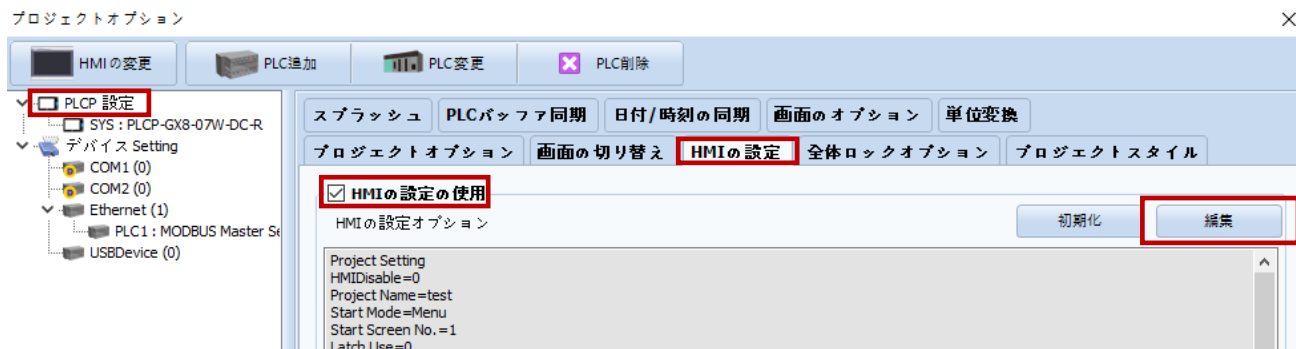 プロジェクトオプション
HMIの変更 PLC追加 PLC変更 PLC削除
PLCP 設定
SYS : PLCP-GX8-07W-DC-R
デバイス Setting
COM1 (0)
COM2 (0)
Ethernet (1)
PLC1 : MODBUS Master Se
USBDevice (0)
スプラッシュ PLCバッファ同期 日付/時刻の同期 画面のオプション 単位変換
プロジェクトオプション 画面の切り替え HMIの設定 全体ロックオプション プロジェクトスタイル
HMIの設定の使用
HMIの設定オプション 初期化 編集
Project Setting
HMIDisable=0
Project Name=test
Start Mode=Menu
Start Screen No.=1
Latch Use=0